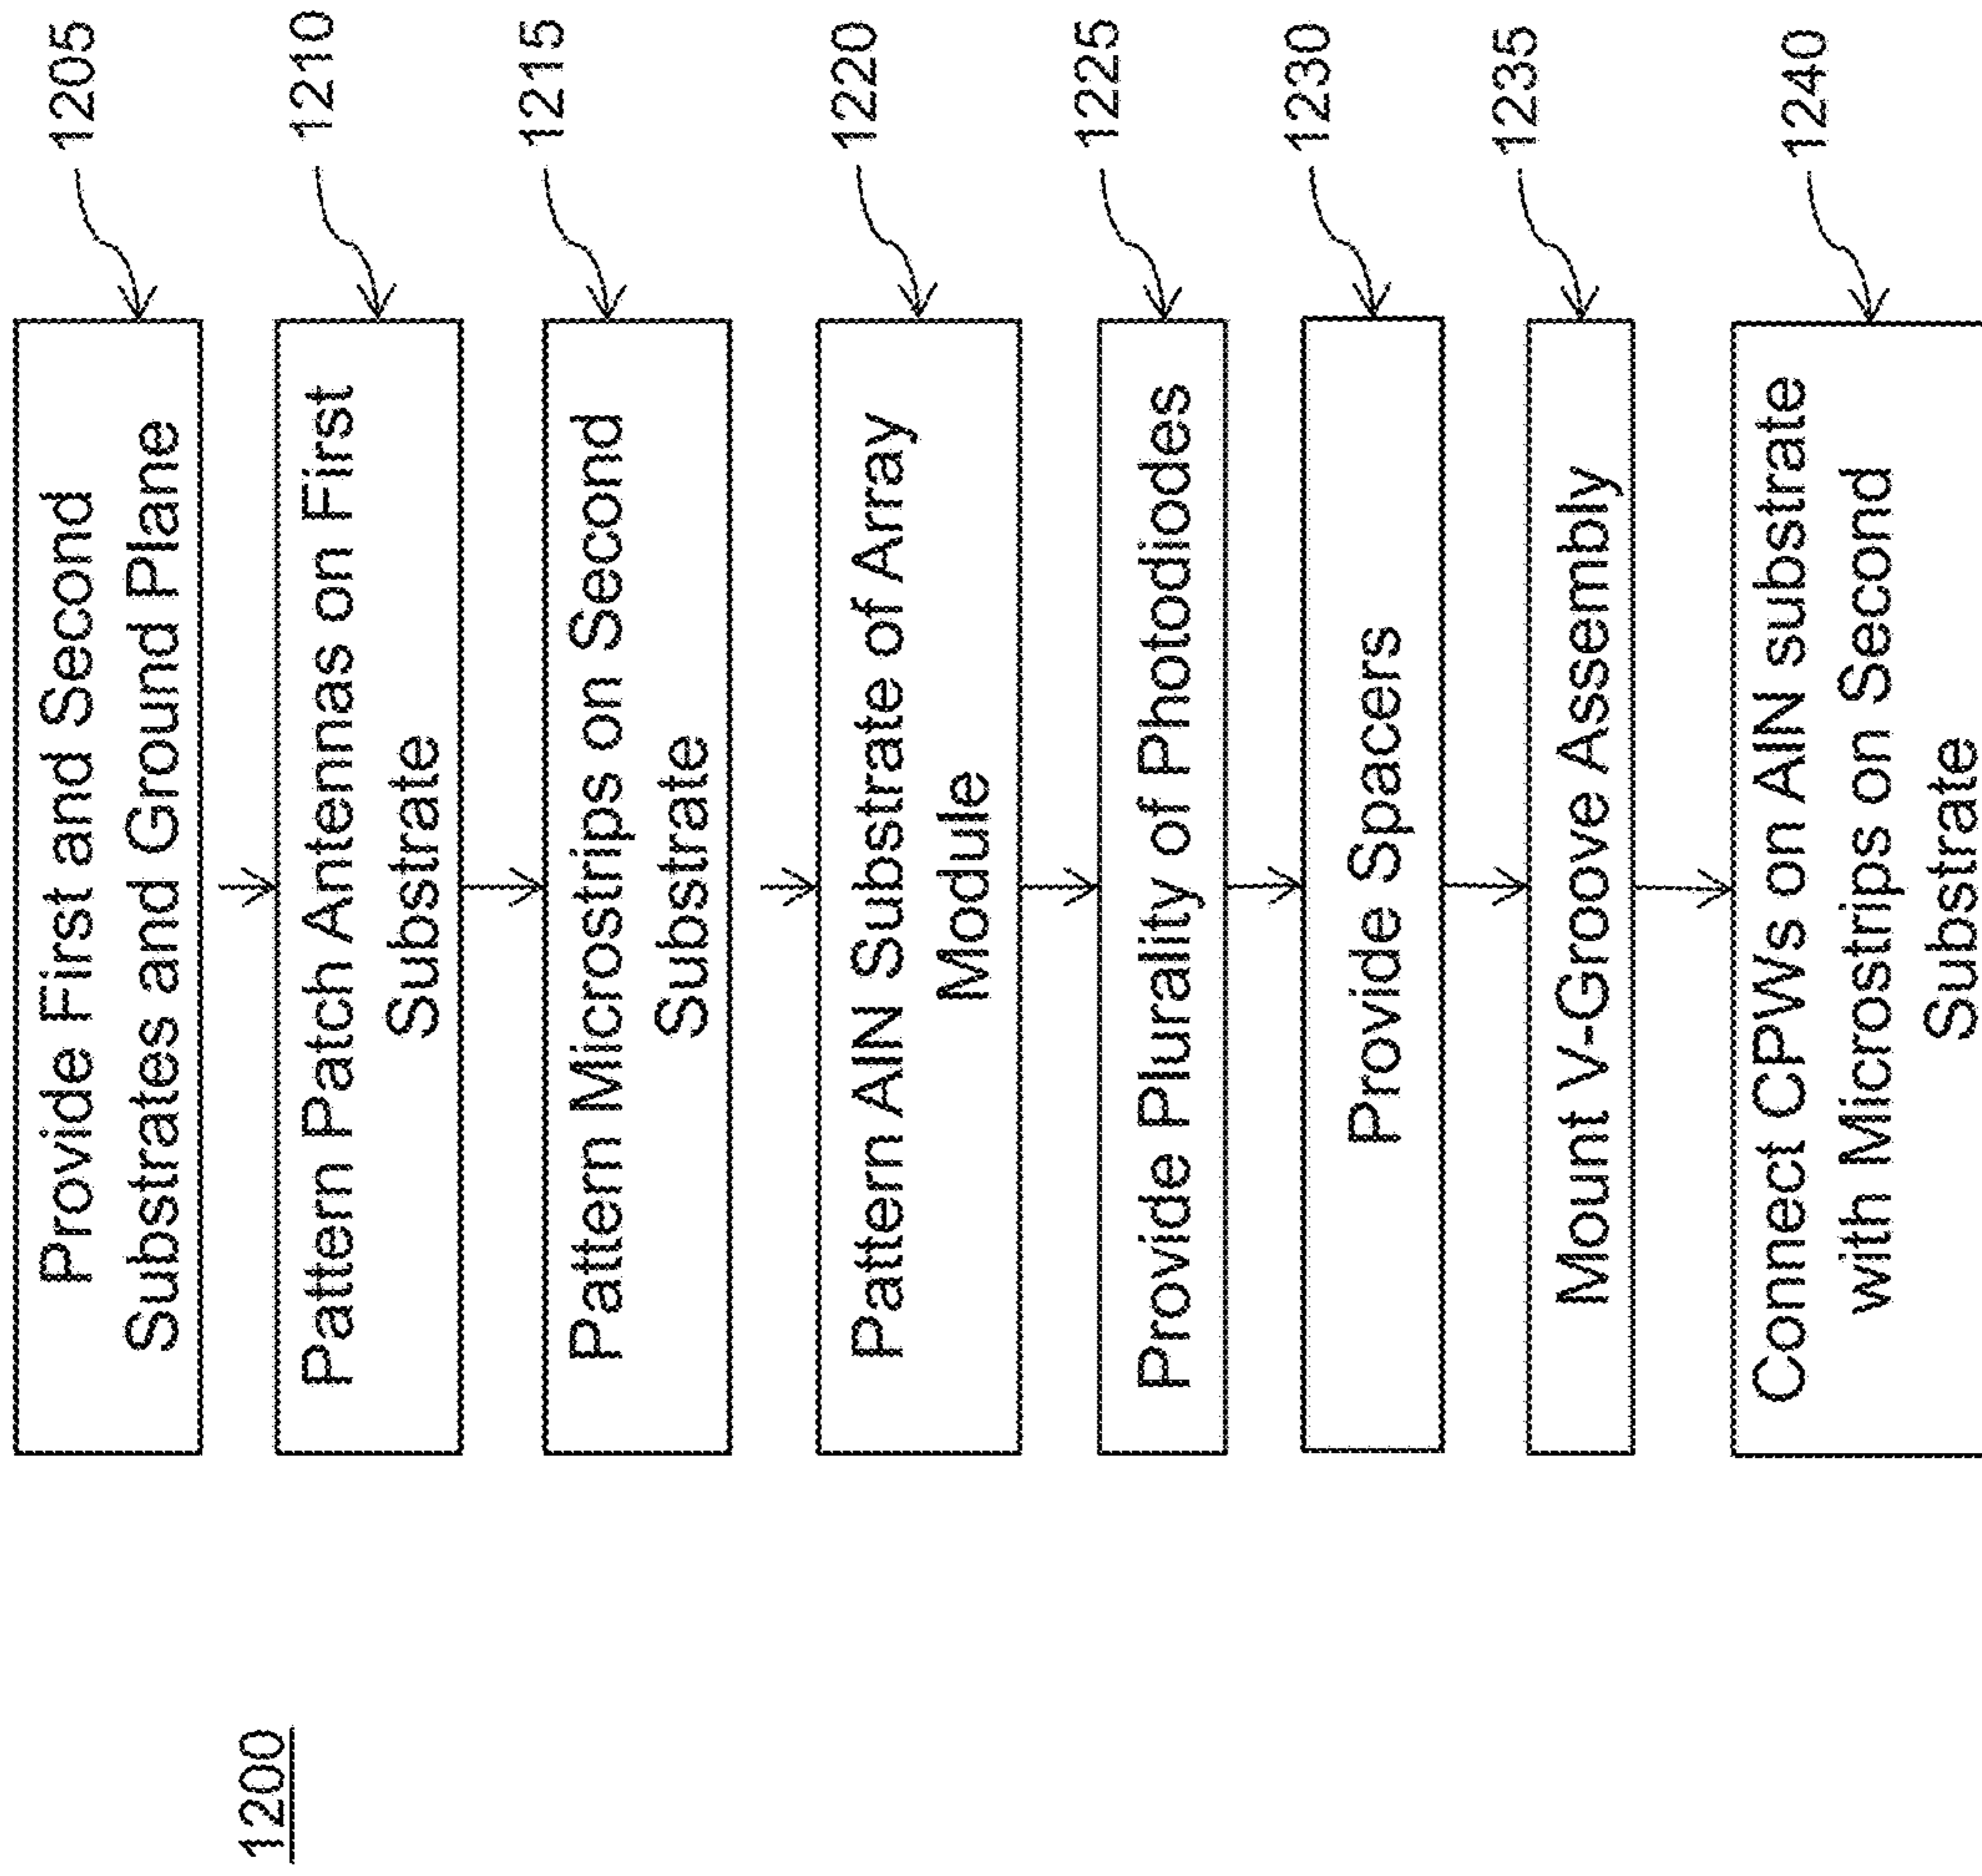 1200
Provide First and Second
Substrates and Ground Plane
1205
Pattern Patch Antennas on First
Substrate
1210
Pattern Microstrips on Second
Substrate
1215
Pattern AlN Substrate of Array
Module
1220
Provide Plurality of Photodiodes
1225
Provide Spacers
1230
Mount V-Groove Assembly
1235
Connect CPWs on AlN substrate
with Microstrips on Second
Substrate
1240